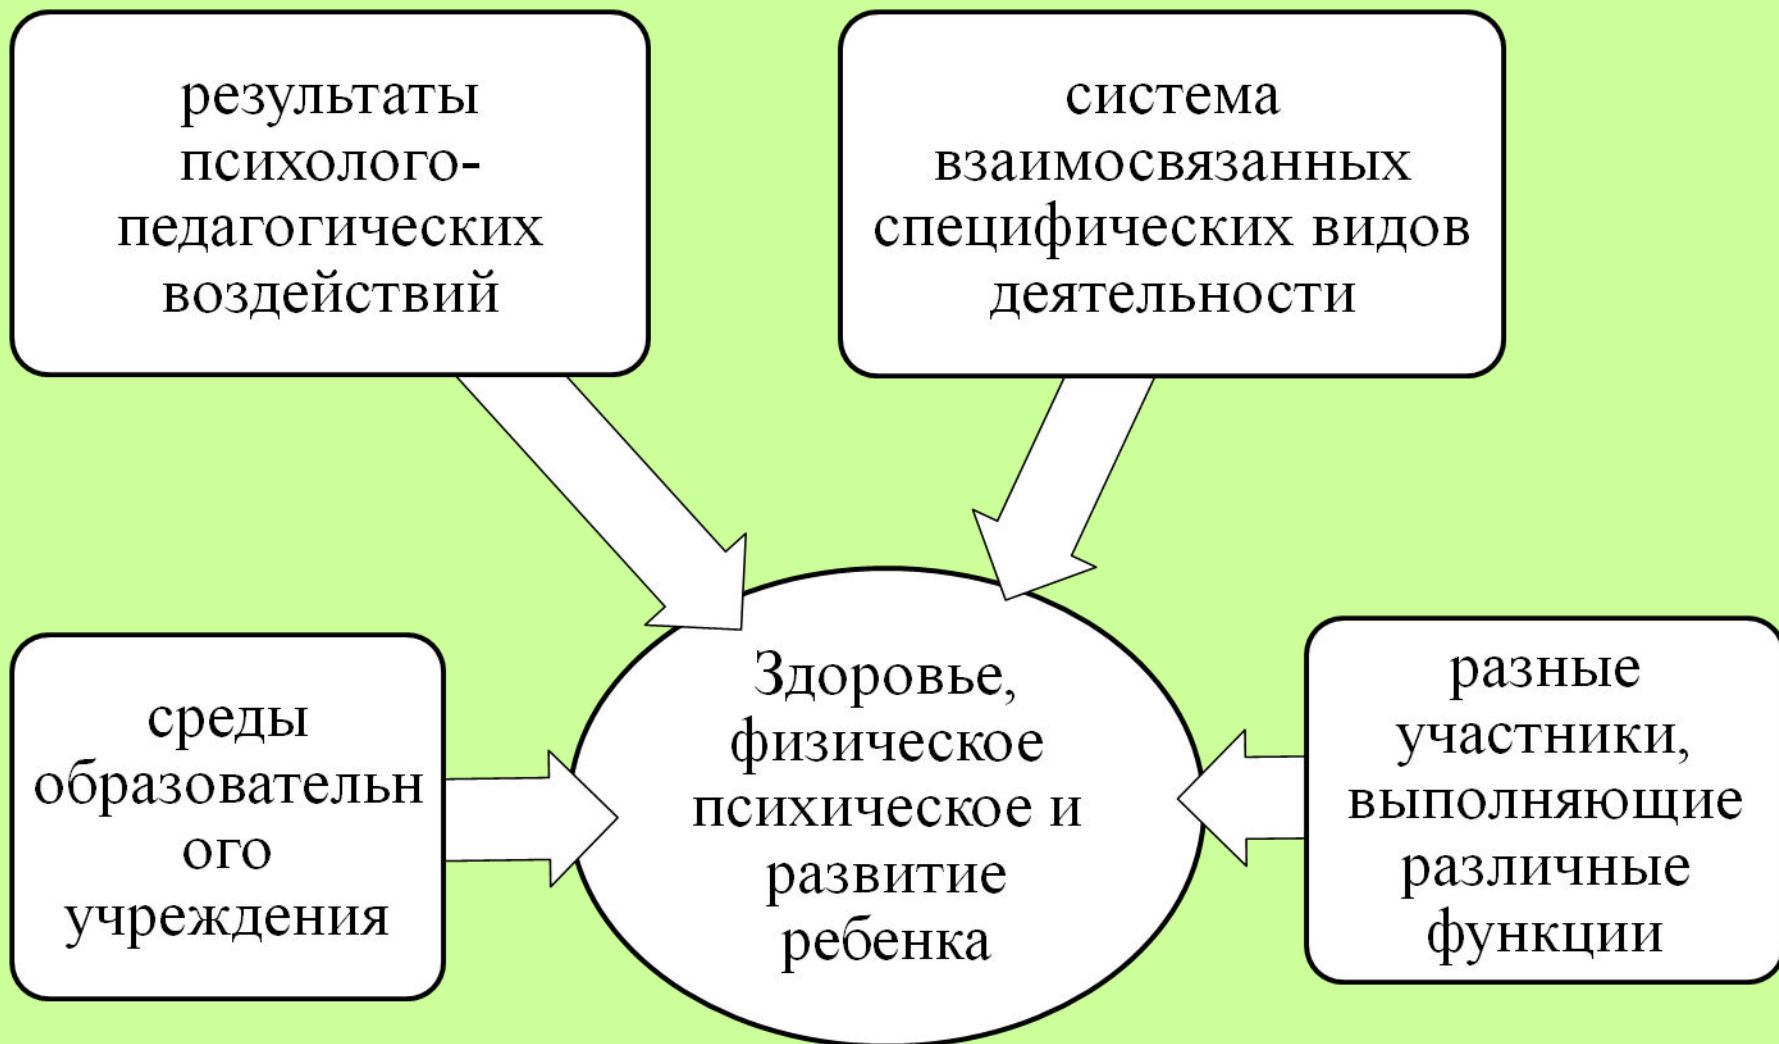 результаты
психолого-
педагогических
воздействий
система
взаимосвязанных
специфических видов
деятельности
среды
образовательн
ого
учреждения
Здоровье,
физическое
психическое и
развитие
ребенка
разные
участники,
выполняющие
различные
функции